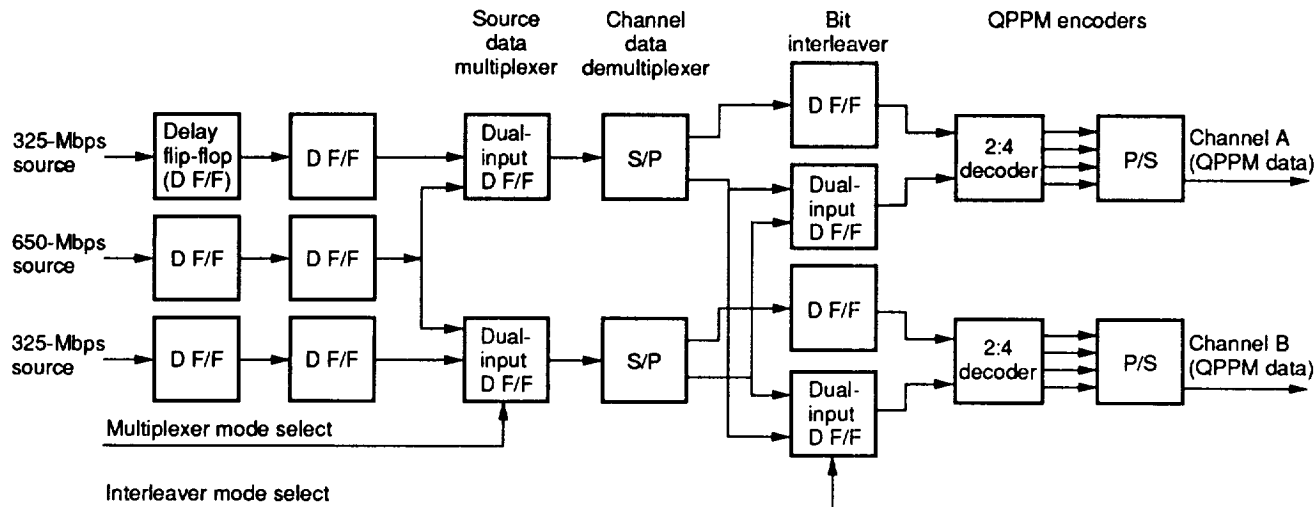 Source
data
multiplexer
Channel
data
demultiplexer
Bit
interleaver
QPPM encoders
325-Mbps
source
Delay
flip-flop
(D F/F)
D F/F
Dual-
input
D F/F
S/P
D F/F
Dual-
input
D F/F
2:4
decoder
P/S
Channel A
(QPPM data)
650-Mbps
source
D F/F
D F/F
325-Mbps
source
D F/F
D F/F
Dual-
input
D F/F
S/P
D F/F
Dual-
input
D F/F
2:4
decoder
P/S
Channel B
(QPPM data)
Multiplexer mode select
Interleaver mode select